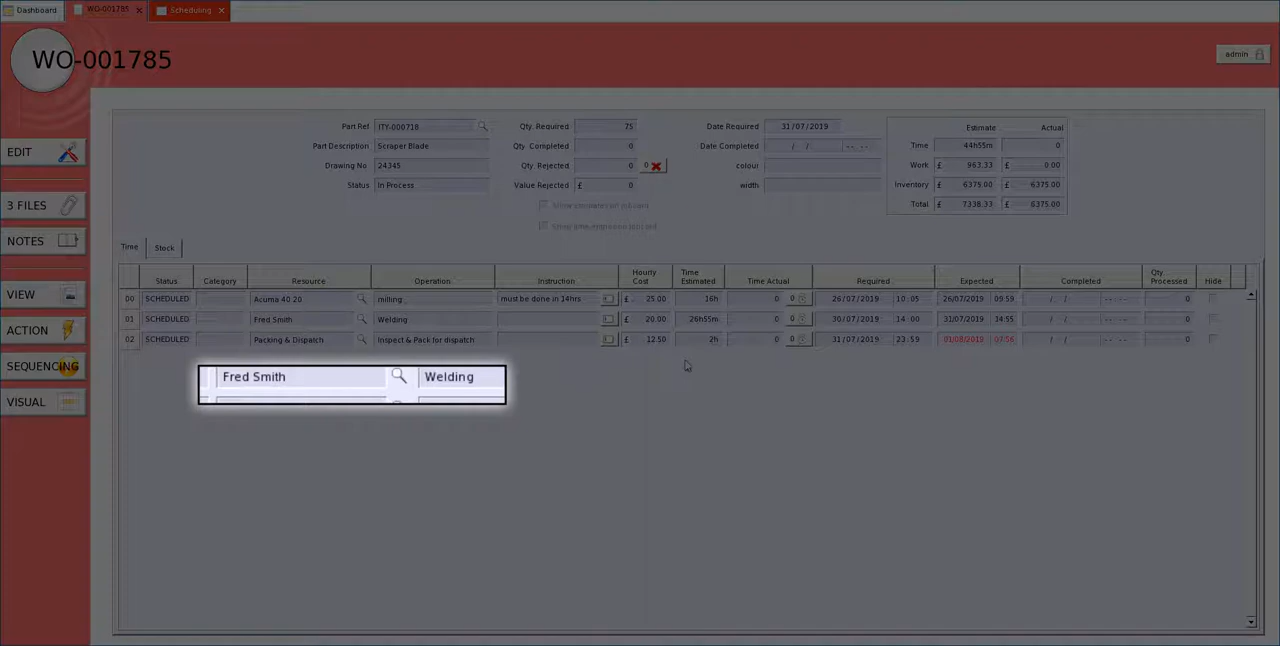 Dashboard WO-001785 Scheduling
WO-001785
admin
EDIT
3 FILES
NOTES
VIEW
ACTION
SEQUENCING
VISUAL
Part Ref ITY-000718 Qty. Required 75 Date Required 31/07/2019 Estimate Actual
Part Description Scraper Blade Qty. Completed 0 Date Completed / / -- -- Time 44h55m 0
Drawing No 24345 Qty. Rejected 0 0 colour Work £ 963.33 £ 0.00
Status In Process Value Rejected £ 0 width Inventory £ 6375.00 £ 6375.00
Total £ 7338.33 £ 6375.00
Time Stock
Status Category Resource Operation Instruction Hourly Cost Time Estimated Time Actual Required Expected Completed Qty. Processed Hide
00 SCHEDULED Acuma 40 20 milling must be done in 14hrs £ 25.00 16h 0 0 26/07/2019 10:05 26/07/2019 09:59 / / -- -- 0
01 SCHEDULED Fred Smith Welding £ 20.00 26h55m 0 0 30/07/2019 14:00 31/07/2019 14:55 / / -- -- 0
02 SCHEDULED Packing & Dispatch Inspect & Pack for dispatch £ 12.50 2h 0 0 31/07/2019 23:59 01/08/2019 07:56 / / -- -- 0
Fred Smith Welding